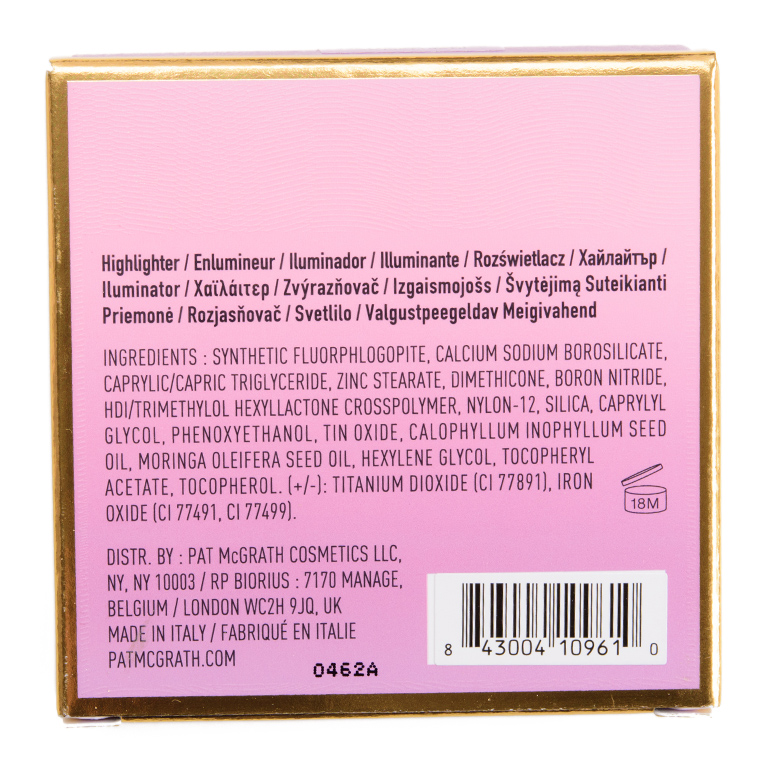 Highlighter / Enlumineur / Iluminador / Illuminante / Rozświetlacz / Хайлайтър /
Iluminator / Χαϊλάιτερ / Zvýrazňovač / Izgaismojošs / Švytėjimą Suteikianti
Priemonė / Rozjasňovač / Svetlilo / Valgustpeegeldav Meigivahend
INGREDIENTS : SYNTHETIC FLUORPHLOGOPITE, CALCIUM SODIUM BOROSILICATE,
CAPRYLIC/CAPRIC TRIGLYCERIDE, ZINC STEARATE, DIMETHICONE, BORON NITRIDE,
HDI/TRIMETHYLOL HEXYLLACTONE CROSSPOLYMER, NYLON-12, SILICA, CAPRYLYL
GLYCOL, PHENOXYETHANOL, TIN OXIDE, CALOPHYLLUM INOPHYLLUM SEED
OIL, MORINGA OLEIFERA SEED OIL, HEXYLENE GLYCOL, TOCOPHERYL
ACETATE, TOCOPHEROL. (+/-): TITANIUM DIOXIDE (CI 77891), IRON
OXIDE (CI 77491, CI 77499).
18M
DISTR. BY : PAT McGRATH COSMETICS LLC,
NY, NY 10003 / RP BIORIUS : 7170 MANAGE,
BELGIUM / LONDON WC2H 9JQ, UK
MADE IN ITALY / FABRIQUÉ EN ITALIE
PATMCGRATH.COM
0462A
8 43004 10961 0